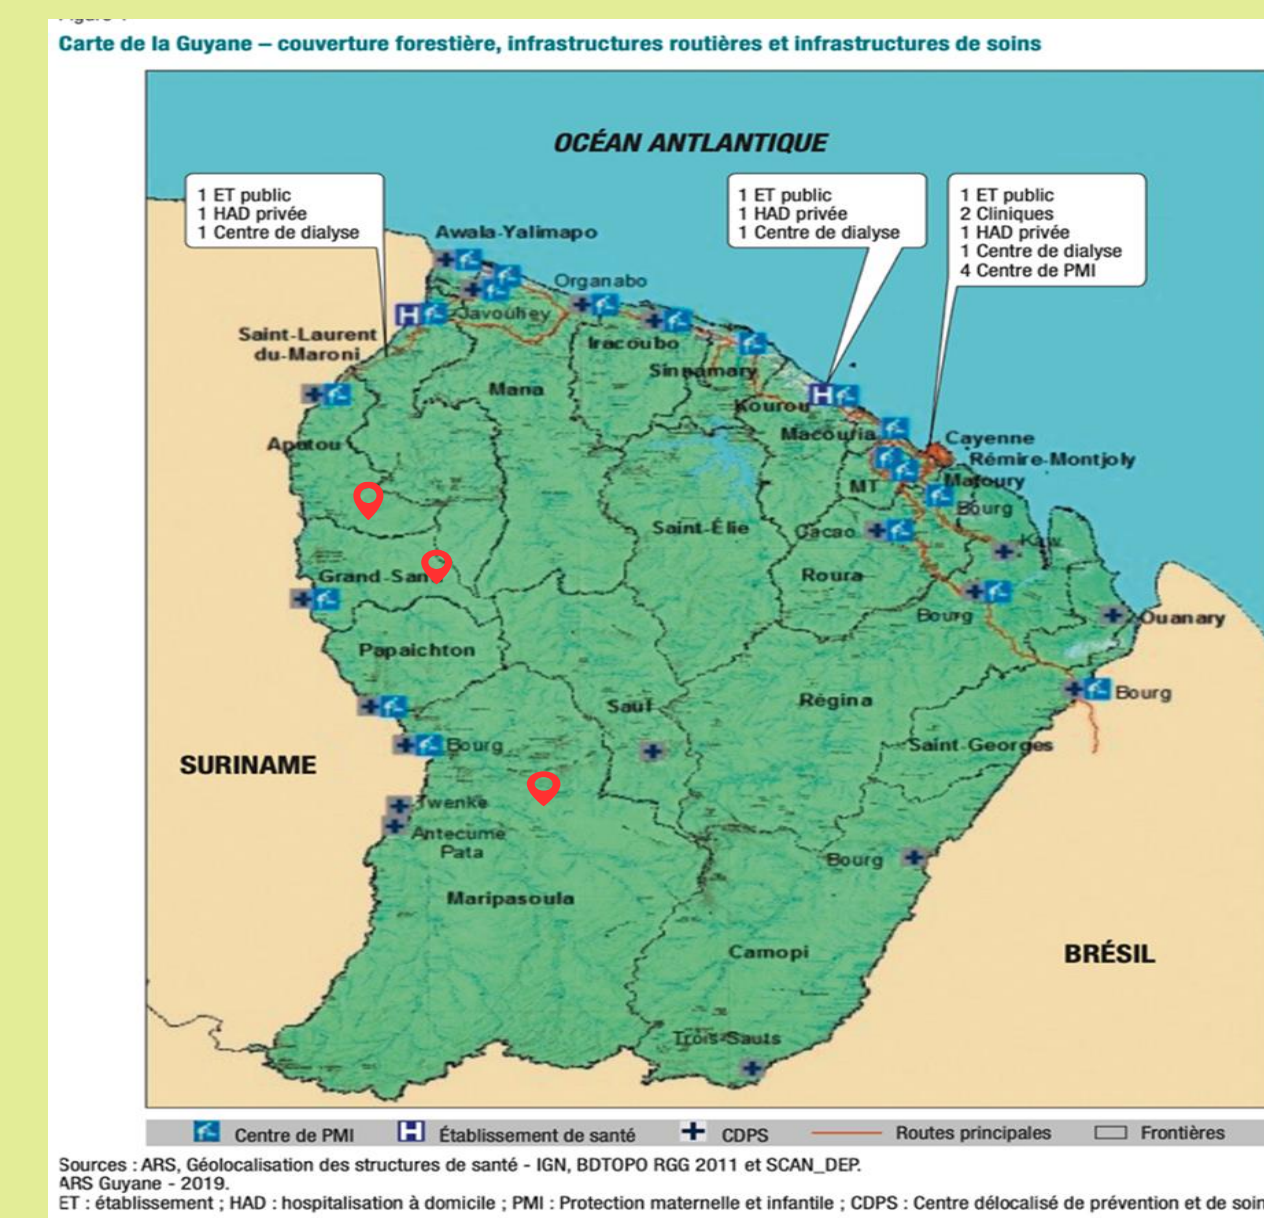 Carte de la Guyane – couverture forestière, infrastructures routières et infrastructures de soins
OCÉAN ANTLANTIQUE
1 ET public
1 HAD privée
1 Centre de dialyse
1 ET public
1 HAD privée
1 Centre de dialyse
1 ET public
2 Cliniques
1 HAD privée
1 Centre de dialyse
4 Centre de PMI
Awala-Yalimapo
Organabo
Javouhey
Saint-Laurent
du-Maroni
Iracoubo
Sinnamary
Mana
Kourou
Macouria
Cayenne
Rémire-Montjoly
Apatou
MT
Matoury
Bourg
Saint-Élie
Cacao
Kaw
Grand-San
Roura
Bourg
Ouanary
Papaichton
Saul
Régina
Bourg
Bourg
Saint-Georges
SURINAME
Twenke
Antecume
Pata
Bourg
Maripasoula
Camopi
BRÉSIL
Trois-Sauts
Centre de PMI
H Établissement de santé
CDPS
Routes principales
Frontières
Sources : ARS, Géolocalisation des structures de santé - IGN, BDTOPO RGG 2011 et SCAN_DEP.
ARS Guyane - 2019.
ET : établissement ; HAD : hospitalisation à domicile ; PMI : Protection maternelle et infantile ; CDPS : Centre délocalisé de prévention et de soin